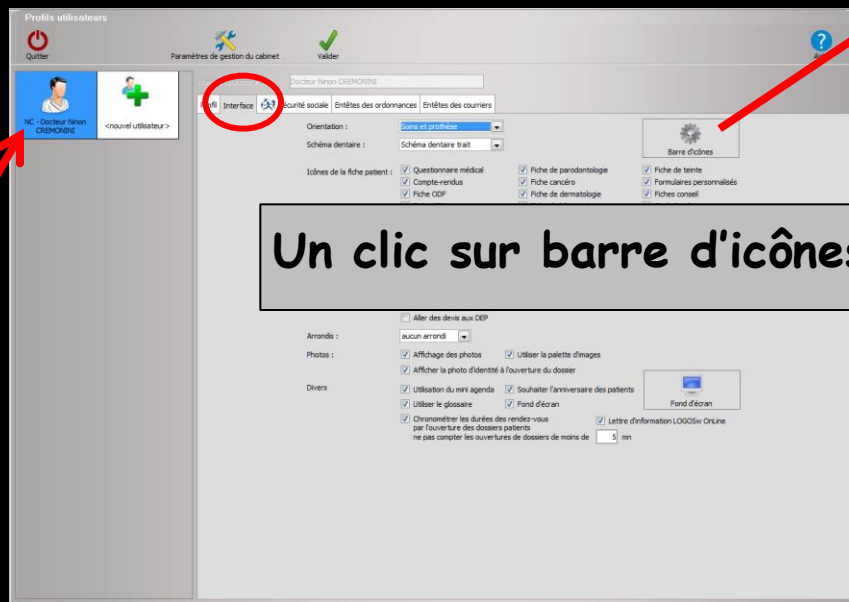 Profils utilisateurs
Quitter
Paramètres de gestion du cabinet
Valider
NC - Docteur Ninon
CREMONINI
<nouvel utilisateur>
Docteur Ninon CREMONINI
Profil Interface Sécurité sociale Entêtes des ordonnances Entêtes des courriers
Orientation : Soins et prothèse
Schéma dentaire : Schéma dentaire trait
Barre d'icônes
Icônes de la fiche patient : Questionnaire médical Fiche de parodontologie Fiche de teinte
Compte-rendus Fiche cancéro Formulaires personnalisés
Fiche ODF Fiche de dermatologie Fiches conseil
Un clic sur barre d'icônes
Aller des devis aux DEP
Arrondis : aucun arrondi
Photos : Affichage des photos Utiliser la palette d'images
Afficher la photo d'identité à l'ouverture du dossier
Divers Utilisation du mini agenda Souhaiter l'anniversaire des patients
Utiliser le glossaire Fond d'écran
Fond d'écran
Chronométrer les durées des rendez-vous Lettre d'information LOGOSw OnLine
par l'ouverture des dossiers patients
ne pas compter les ouvertures de dossiers de moins de 5 mn